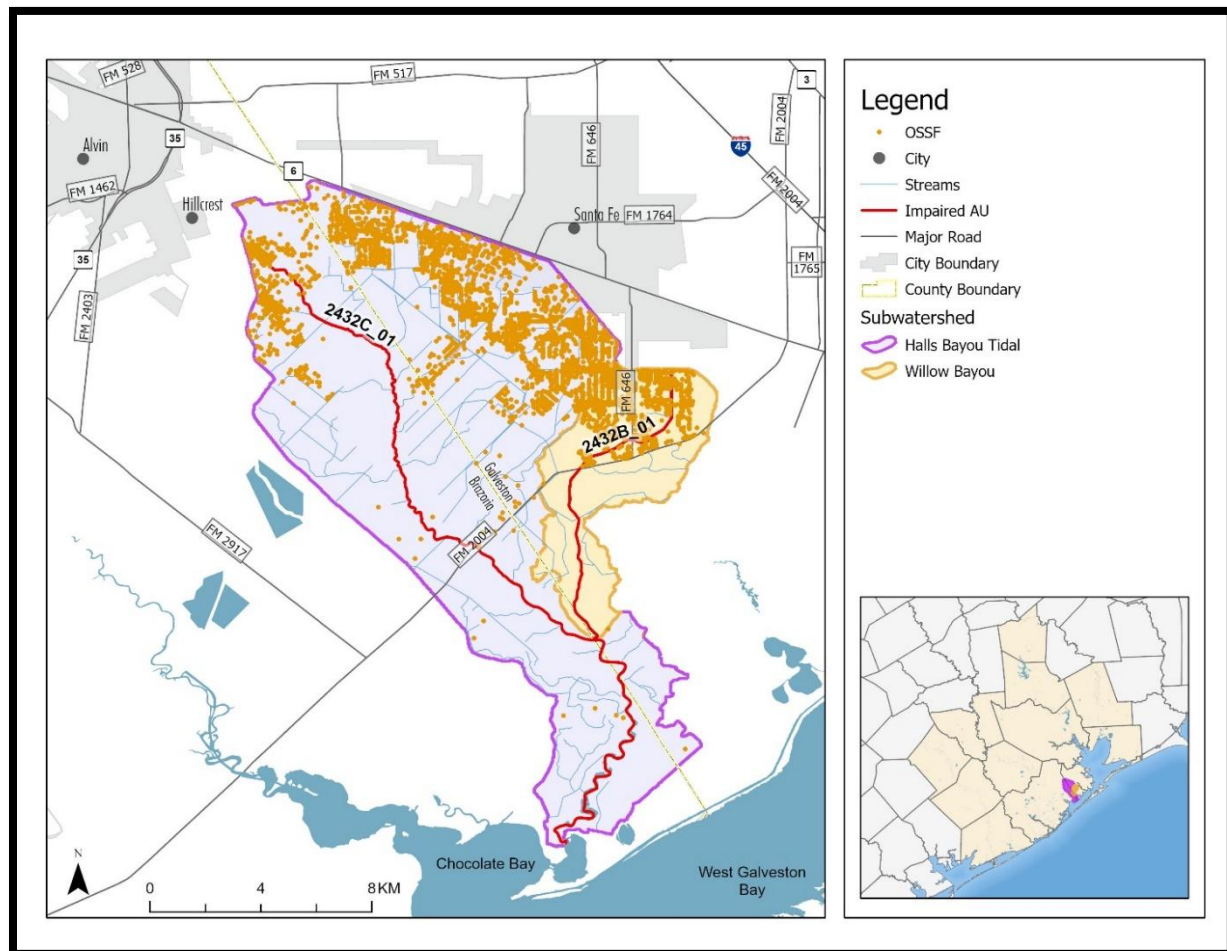 FM 528
FM 517
3
FM 2004
35
Alvin
FM 646
45
6
FM 1462
FM 2004
Hillcrest
Santa Fe
FM 1764
35
FM
1765
FM 2403
2432C_01
FM 646
2432B_01
Galveston
Brazoria
FM 2004
FM 2917
N
Chocolate Bay
West Galveston
Bay
0 4 8 KM
Legend
OSSF
City
Streams
Impaired AU
Major Road
City Boundary
County Boundary
Subwatershed
Halls Bayou Tidal
Willow Bayou